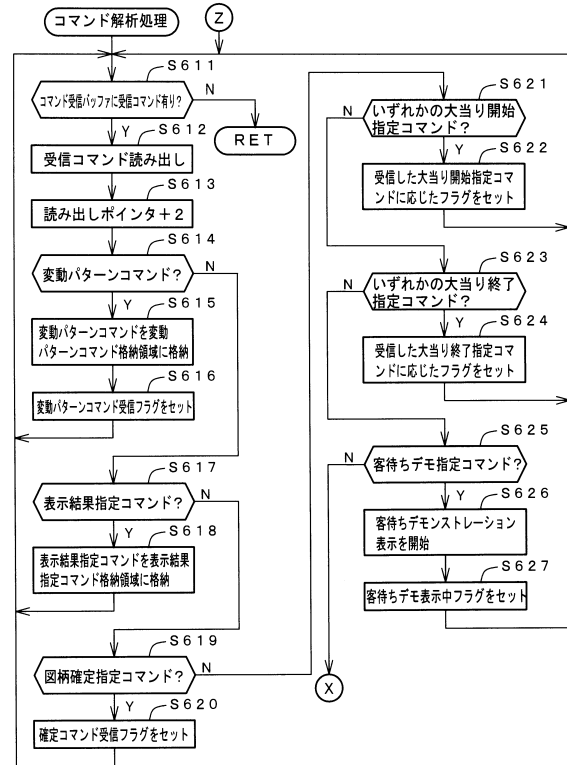 コマンド解析処理
Z
S611
コマンド受信バッファに受信コマンド有り?
N
RET
Y
S612
受信コマンド読み出し
S613
読み出しポインタ+2
S614
変動パターンコマンド?
N
Y
S615
変動パターンコマンドを変動
パターンコマンド格納領域に格納
S616
変動パターンコマンド受信フラグをセット
S617
表示結果指定コマンド?
N
Y
S618
表示結果指定コマンドを表示結果
指定コマンド格納領域に格納
S619
図柄確定指定コマンド?
N
Y
S620
確定コマンド受信フラグをセット
S621
N
いずれかの大当り開始
指定コマンド?
Y
S622
受信した大当り開始指定コマ
ンドに応じたフラグをセット
S623
N
いずれかの大当り終了
指定コマンド?
Y
S624
受信した大当り終了指定コマ
ンドに応じたフラグをセット
S625
N
客待ちデモ指定コマンド?
Y
S626
客待ちデモンストレーション
表示を開始
S627
客待ちデモ表示中フラグをセット
X